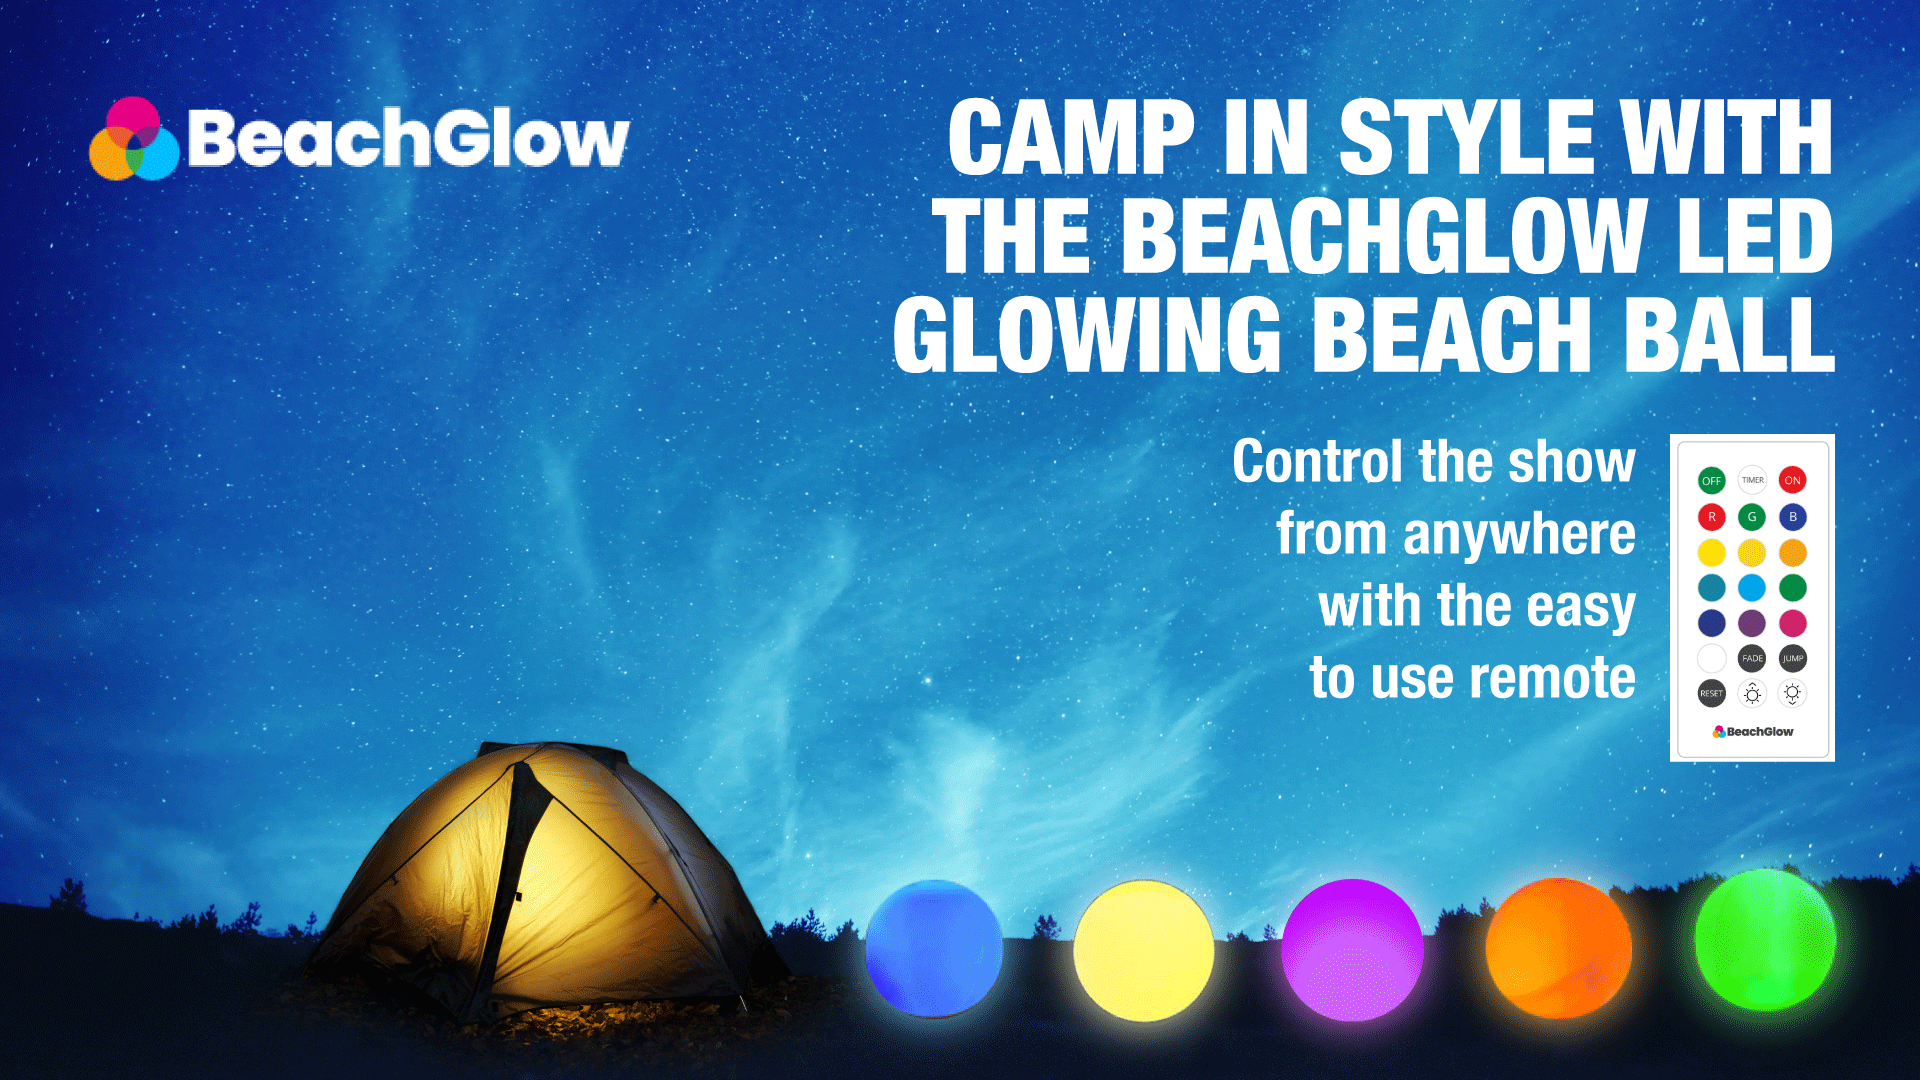 BeachGlow
CAMP IN STYLE WITH
THE BEACHGLOW LED
GLOWING BEACH BALL
Control the show
from anywhere
with the easy
to use remote
OFF TIMER ON
R G B
FADE JUMP
RESET
BeachGlow